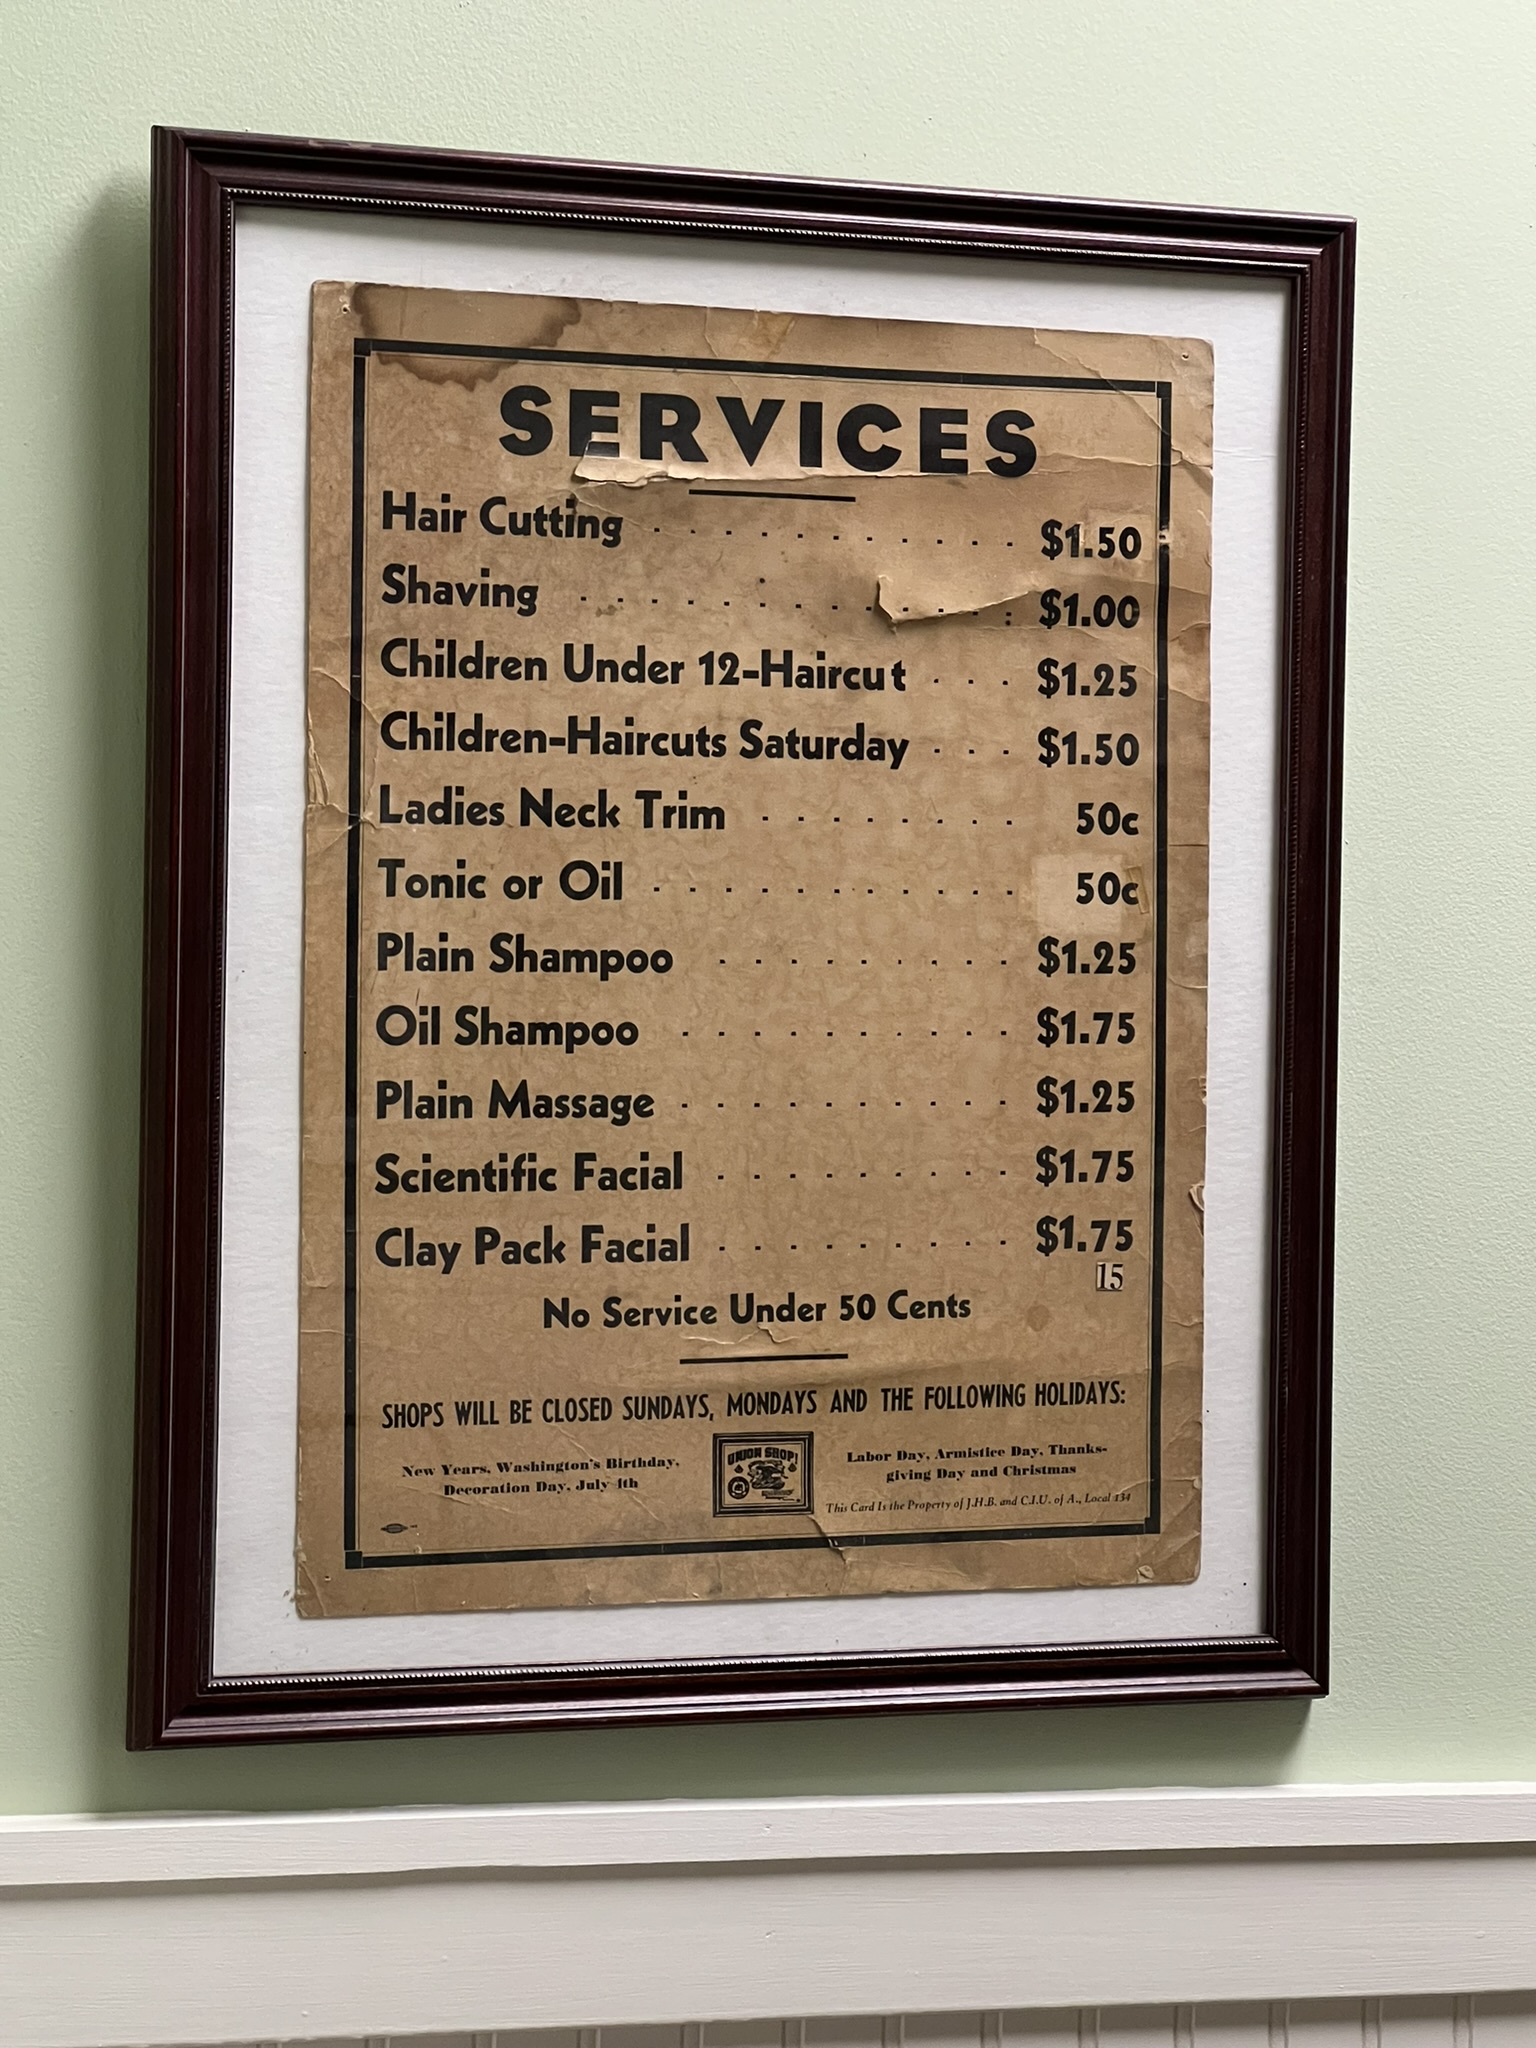 SERVICES
Hair Cutting . . . . . . . . . . . $1.50
Shaving . . . . . . . . . . . . . $1.00
Children Under 12-Haircut . . . $1.25
Children-Haircuts Saturday . . . $1.50
Ladies Neck Trim . . . . . . . . 50c
Tonic or Oil . . . . . . . . . . . 50c
Plain Shampoo . . . . . . . . . $1.25
Oil Shampoo . . . . . . . . . . $1.75
Plain Massage . . . . . . . . . . $1.25
Scientific Facial . . . . . . . . . $1.75
Clay Pack Facial . . . . . . . . . $1.75
15
No Service Under 50 Cents
SHOPS WILL BE CLOSED SUNDAYS, MONDAYS AND THE FOLLOWING HOLIDAYS:
New Years, Washington's Birthday,
Decoration Day, July 4th
UNION SHOP!
Labor Day, Armistice Day, Thanks-
giving Day and Christmas
This Card Is the Property of J.H.B. and C.I.U. of A., Local 134